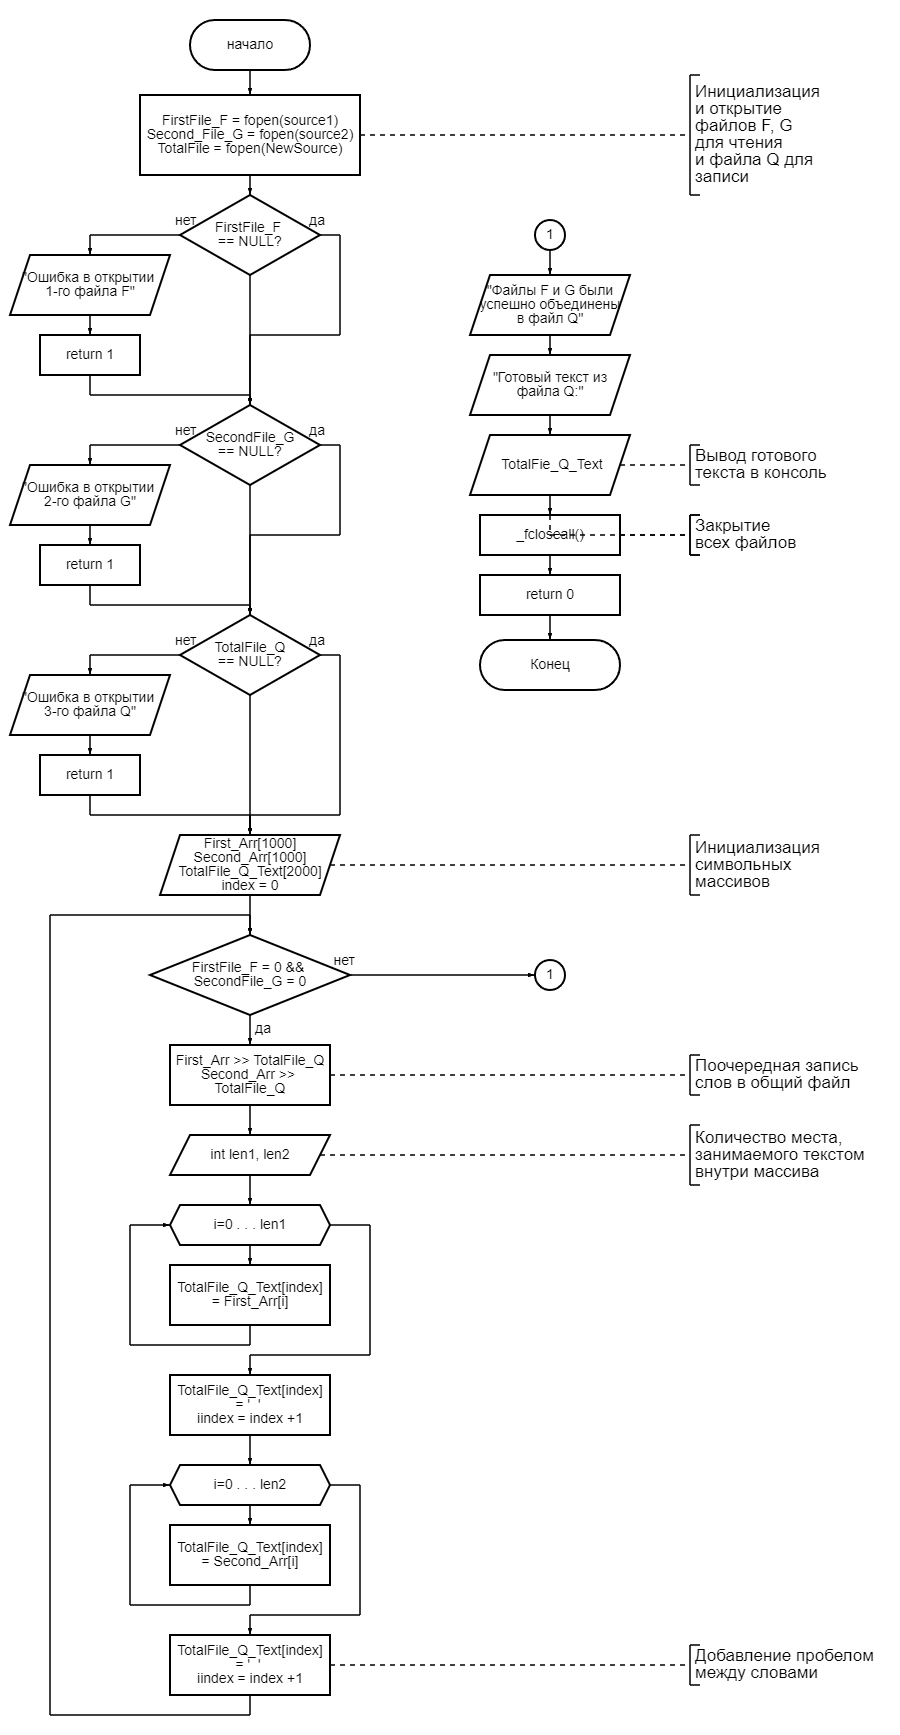 начало
FirstFile_F = fopen(source1)
Second_File_G = fopen(source2)
TotalFile = fopen(NewSource)
Инициализация
и открытие
файлов F, G
для чтения
и файла Q для
записи
нет
FirstFile_F
== NULL?
да
"Ошибка в открытии
1-го файла F"
return 1
нет
SecondFile_G
== NULL?
да
"Ошибка в открытии
2-го файла G"
return 1
нет
TotalFile_Q
== NULL?
да
"Ошибка в открытии
3-го файла Q"
return 1
First_Arr[1000]
Second_Arr[1000]
TotalFile_Q_Text[2000]
index = 0
Инициализация
символьных
массивов
FirstFile_F = 0 &&
SecondFile_G = 0
нет
1
да
First_Arr >> TotalFile_Q
Second_Arr >>
TotalFile_Q
Поочередная запись
слов в общий файл
int len1, len2
Количество места,
занимаемого текстом
внутри массива
i=0 . . . len1
TotalFile_Q_Text[index]
= First_Arr[i]
TotalFile_Q_Text[index]
= ' '
iindex = index +1
i=0 . . . len2
TotalFile_Q_Text[index]
= Second_Arr[i]
TotalFile_Q_Text[index]
= ' '
iindex = index +1
Добавление пробелом
между словами
1
"Файлы F и G были
успешно объединены
в файл Q"
"Готовый текст из
файла Q:"
TotalFie_Q_Text
Вывод готового
текста в консоль
_fcloseall()
Закрытие
всех файлов
return 0
Конец